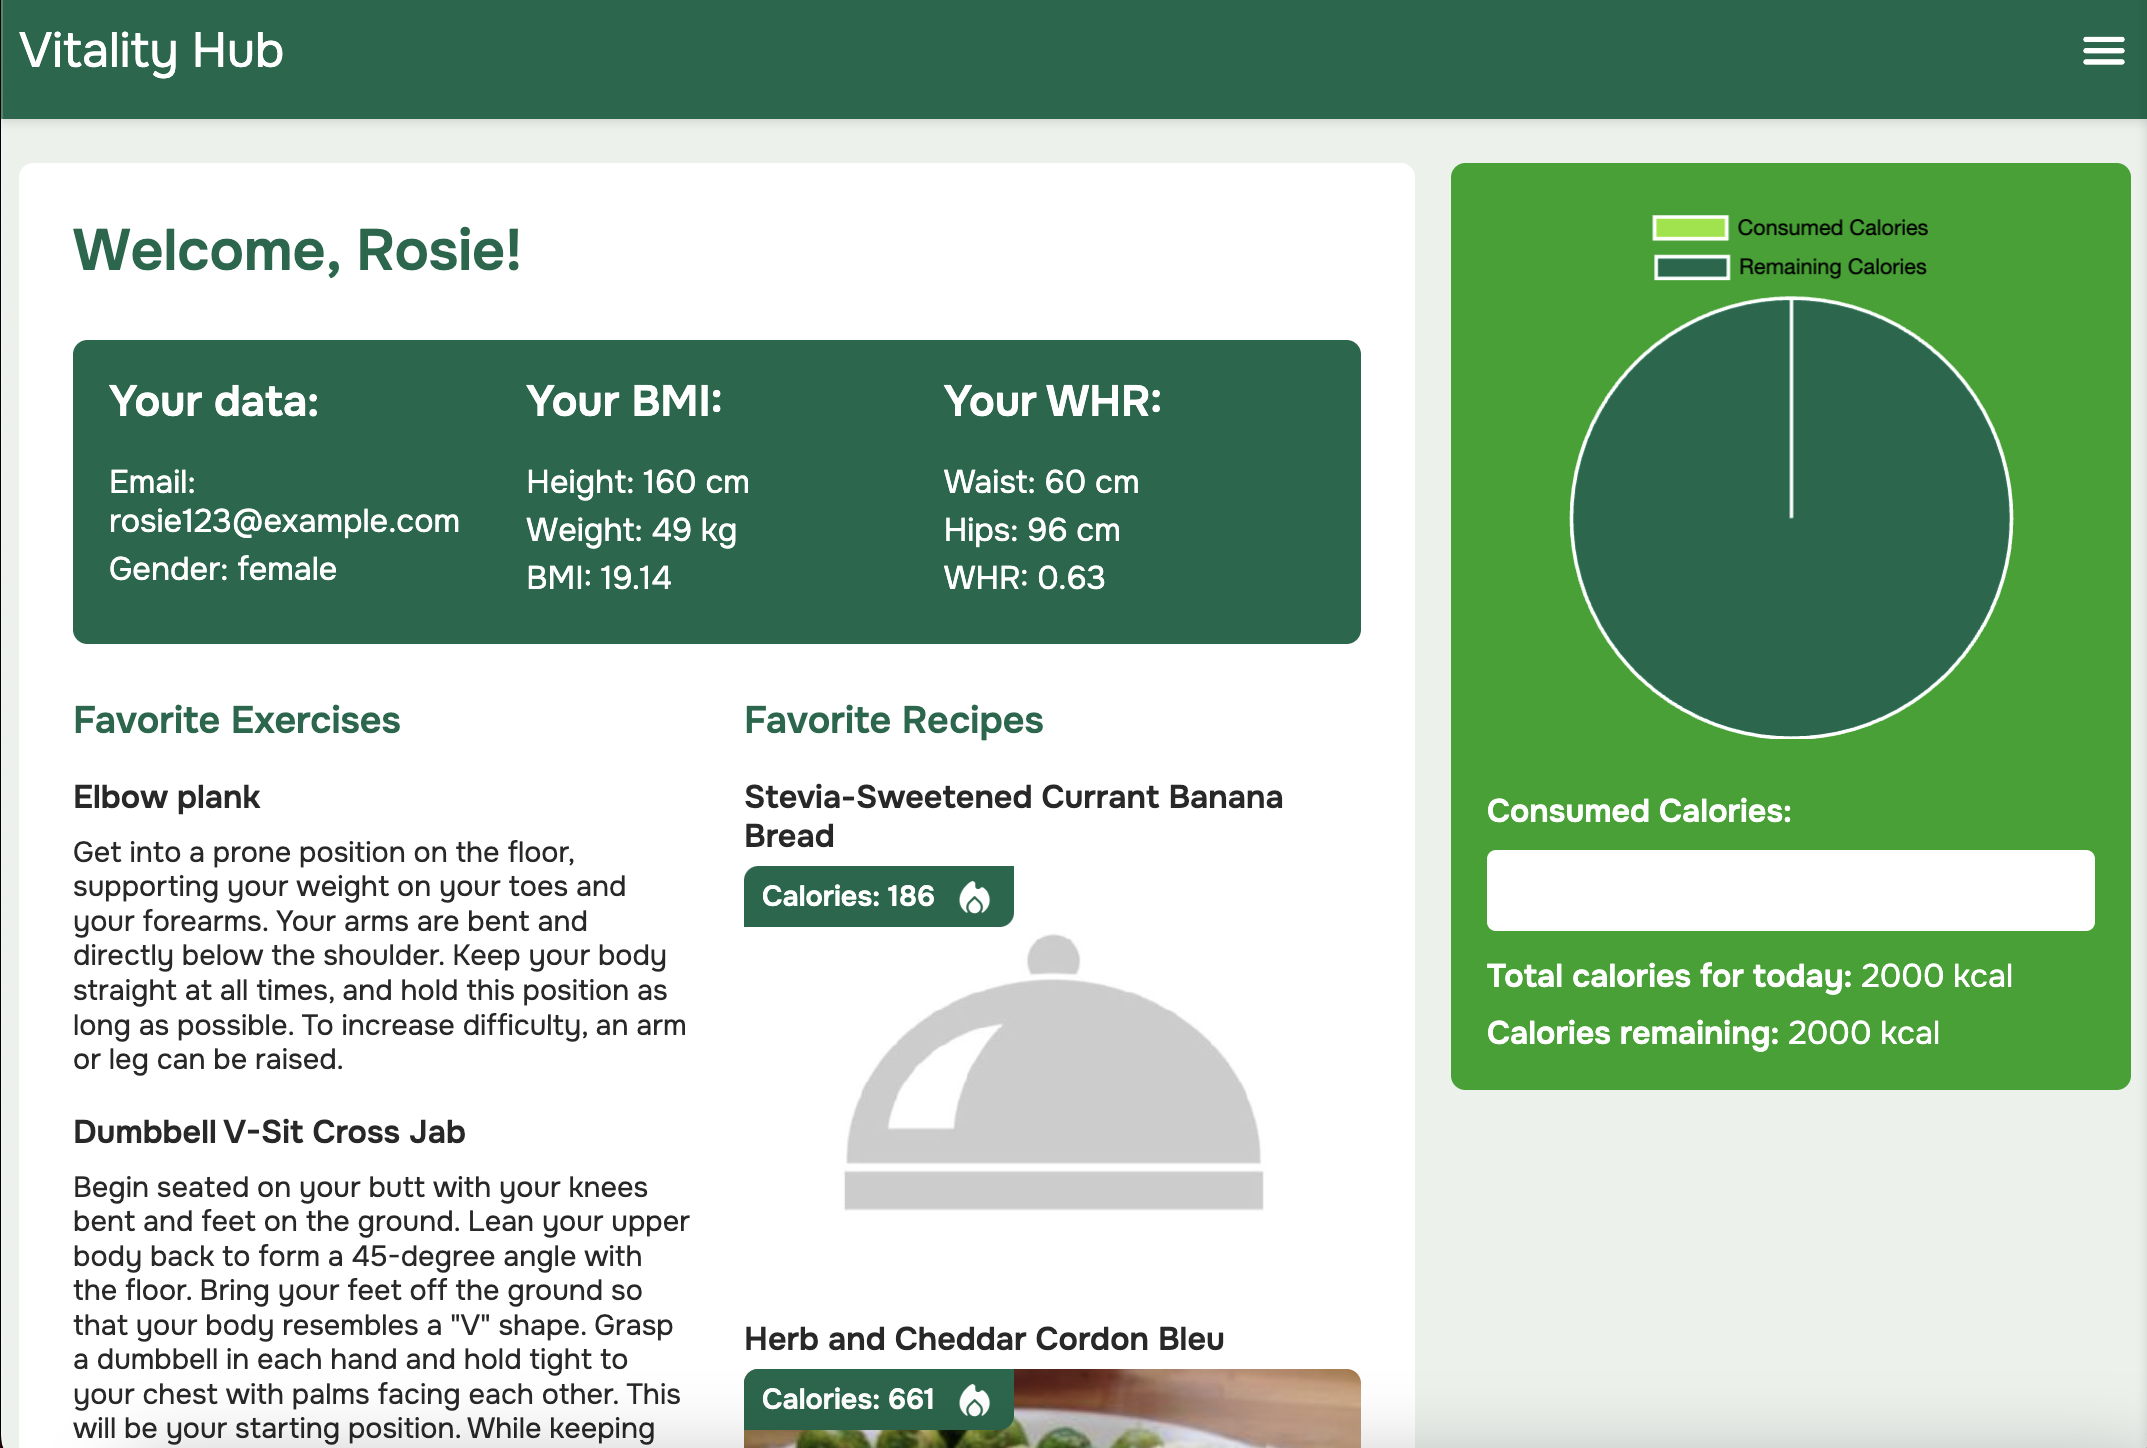 Vitality Hub
Welcome, Rosie!
Your data:
Email:
rosie123@example.com
Gender: female
Your BMI:
Height: 160 cm
Weight: 49 kg
BMI: 19.14
Your WHR:
Waist: 60 cm
Hips: 96 cm
WHR: 0.63
Favorite Exercises
Elbow plank
Get into a prone position on the floor,
supporting your weight on your toes and
your forearms. Your arms are bent and
directly below the shoulder. Keep your body
straight at all times, and hold this position as
long as possible. To increase difficulty, an arm
or leg can be raised.
Dumbbell V-Sit Cross Jab
Begin seated on your butt with your knees
bent and feet on the ground. Lean your upper
body back to form a 45-degree angle with
the floor. Bring your feet off the ground so
that your body resembles a "V" shape. Grasp
a dumbbell in each hand and hold tight to
your chest with palms facing each other. This
will be your starting position. While keeping
Favorite Recipes
Stevia-Sweetened Currant Banana
Bread
Calories: 186
Herb and Cheddar Cordon Bleu
Calories: 661
Consumed Calories
Remaining Calories
Consumed Calories:
Total calories for today: 2000 kcal
Calories remaining: 2000 kcal